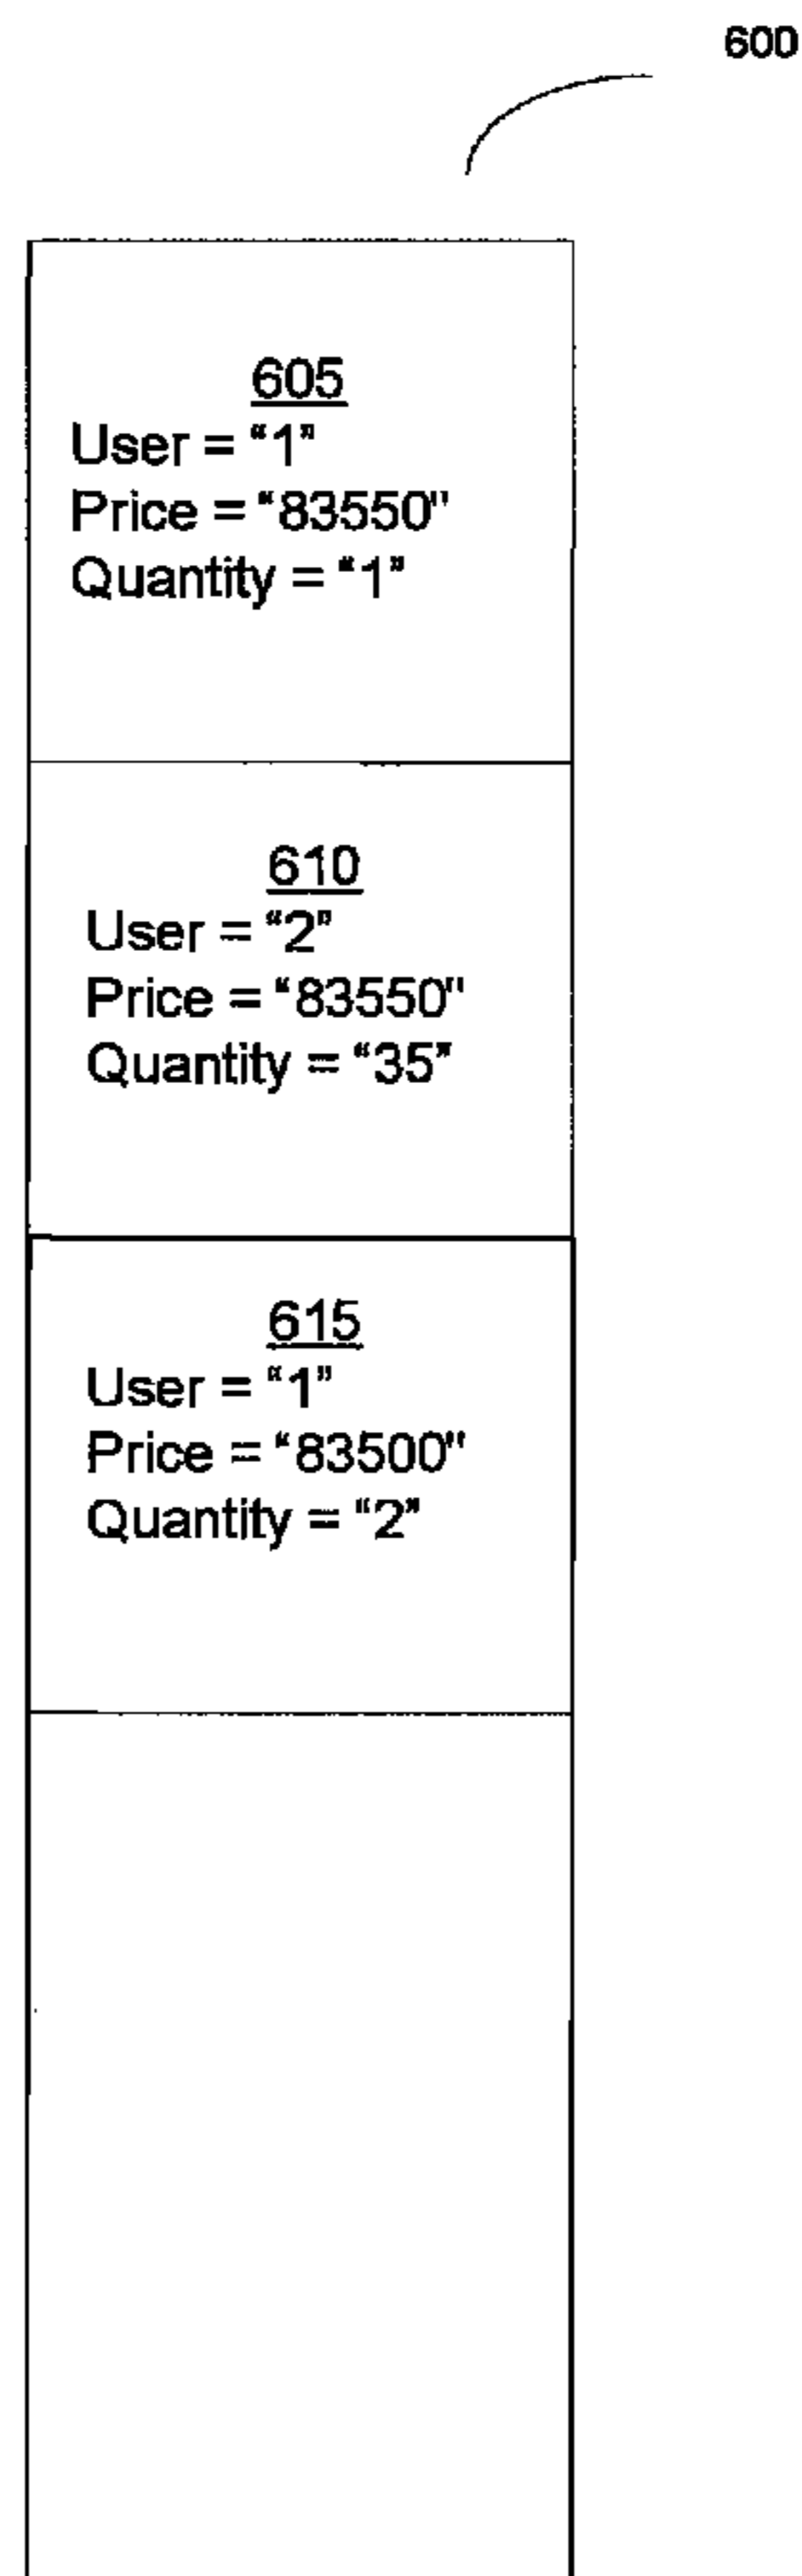 600
605
User = “1”
Price = “83550"
Quantity = “1”
610
User = “2”
Price = “83550"
Quantity = “35”
615
User = “1”
Price = “83500"
Quantity = “2”